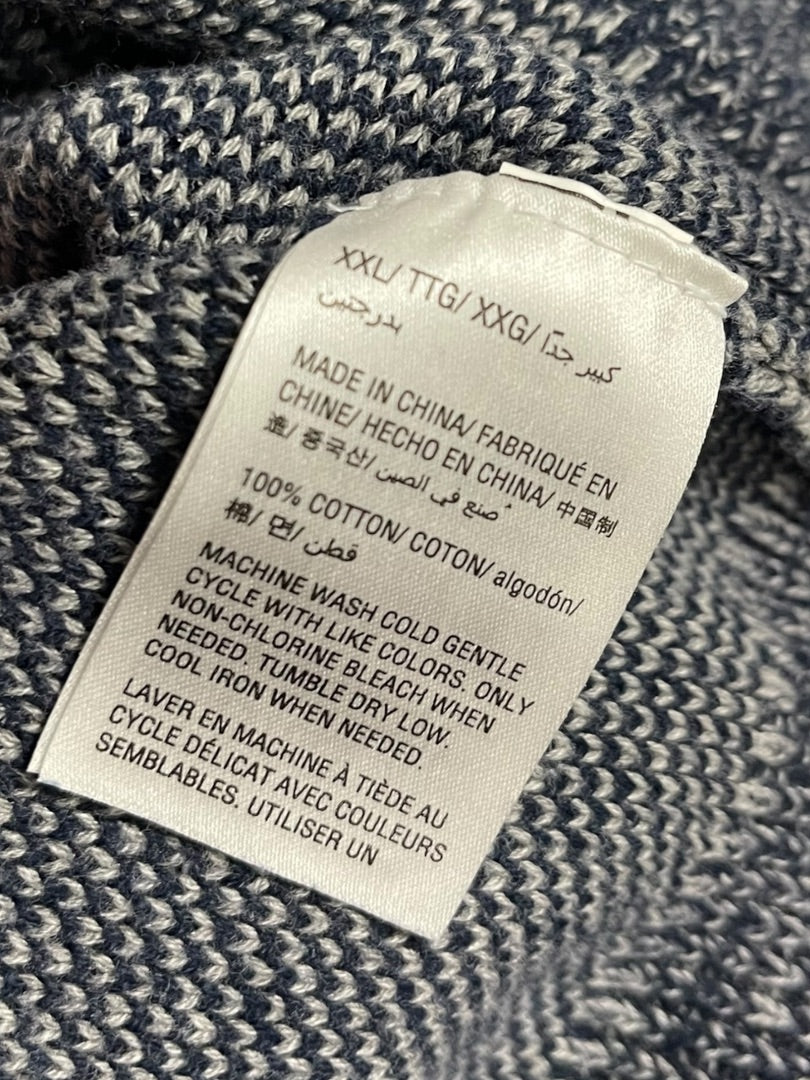 XXL/ TTG/ XXG/ كبير جدًا
بدرجتين
MADE IN CHINA/ FABRIQUÉ EN
CHINE/ HECHO EN CHINA/ 中国制
造/ 중국산/ صنع في الصين
100% COTTON/ COTON/ algodón/
棉/ 면/ قطن
MACHINE WASH COLD GENTLE
CYCLE WITH LIKE COLORS. ONLY
NON-CHLORINE BLEACH WHEN
NEEDED. TUMBLE DRY LOW.
COOL IRON WHEN NEEDED.
LAVER EN MACHINE À TIÈDE AU
CYCLE DÉLICAT AVEC COULEURS
SEMBLABLES. UTILISER UN